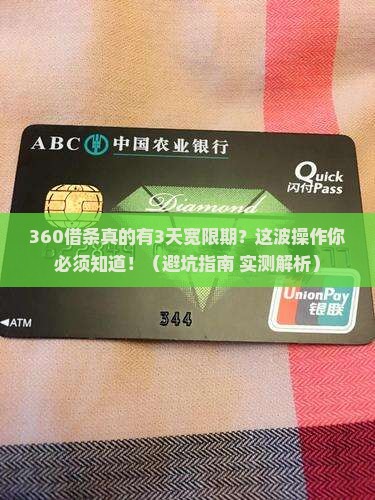 ABC 中国农业银行
Quick
闪付Pass
Diamond
360借条真的有3天宽限期？这波操作你
必须知道！（避坑指南 实测解析）
UnionPay
银联
◀ATM
344